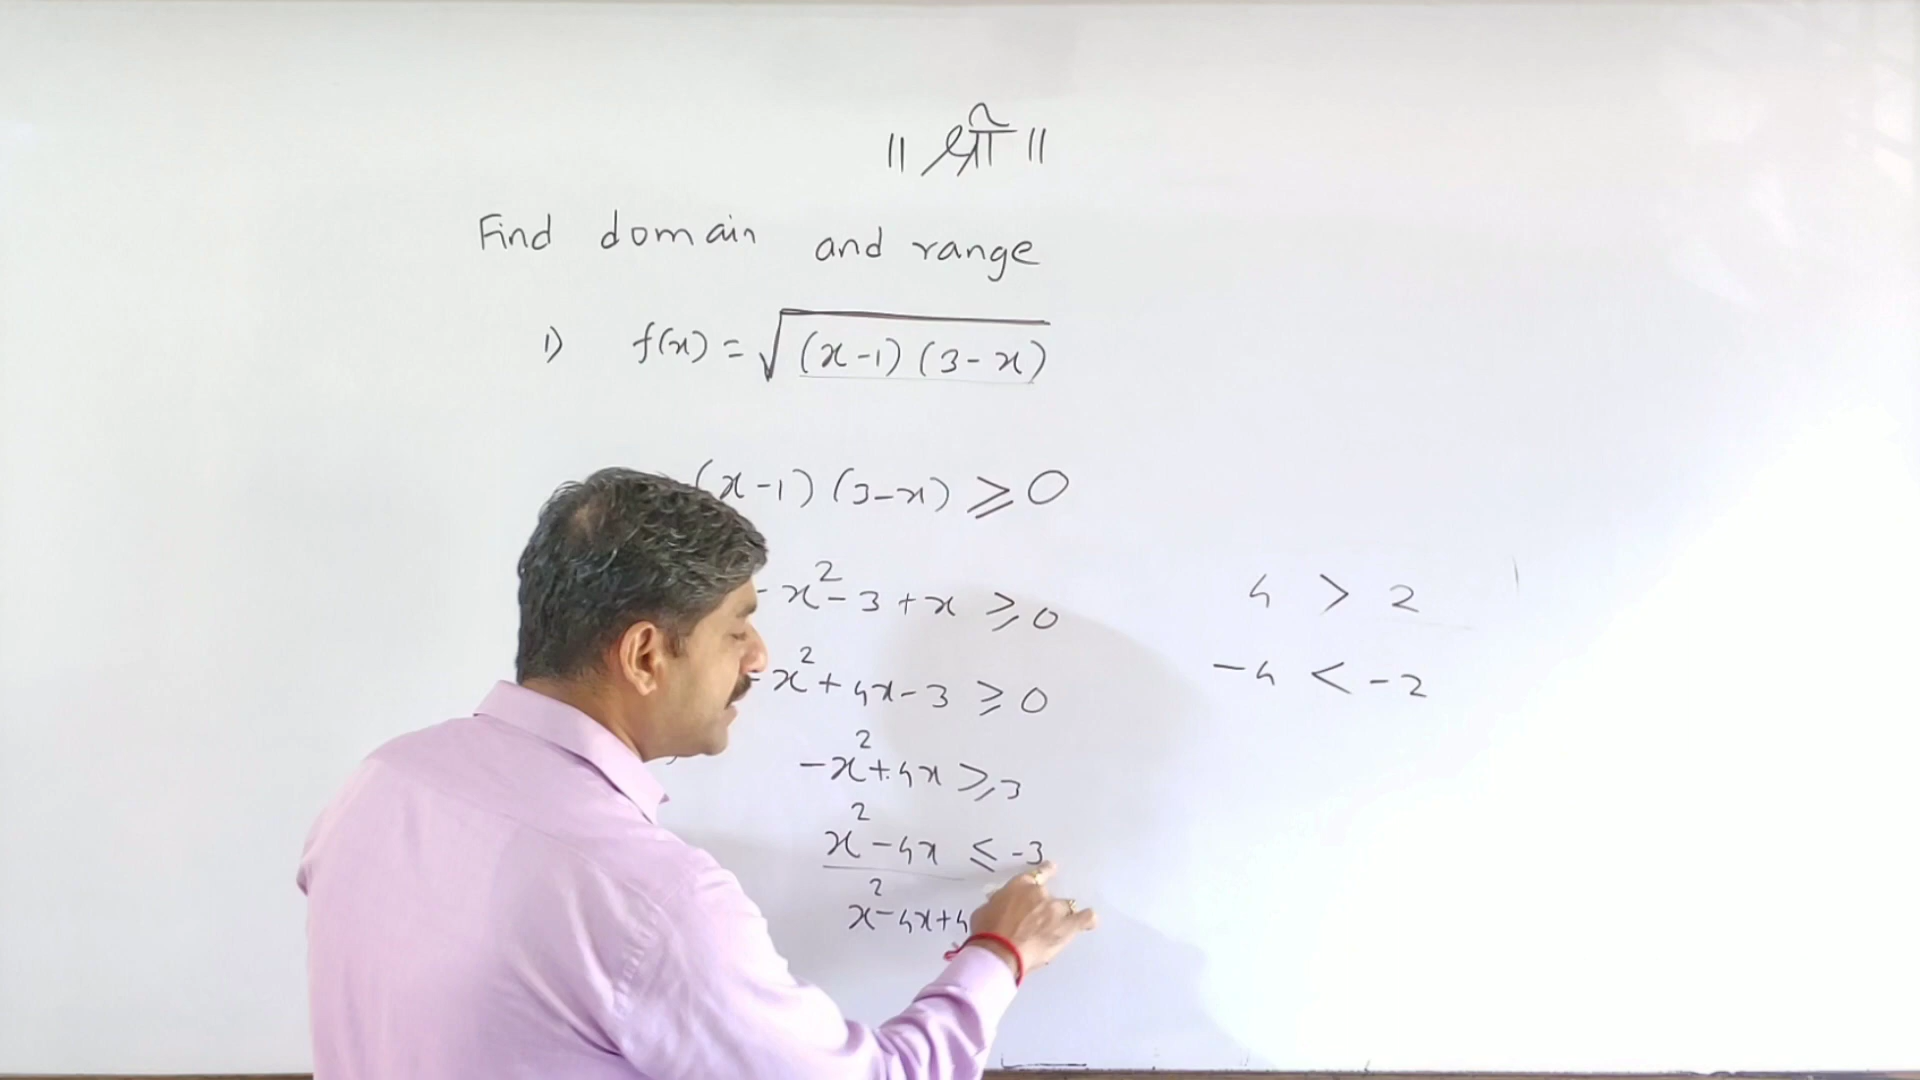 ॥ श्री ॥
Find domain and range
1) f(x) = √(x-1)(3-x)
(x-1)(3-x) ≥ 0
- x² - 3 + x ≥ 0
- x² + 4x - 3 ≥ 0
-x² + 4x ≥ 3
x² - 4x ≤ -3
x² - 4x + 4
4 > 2
-4 < -2